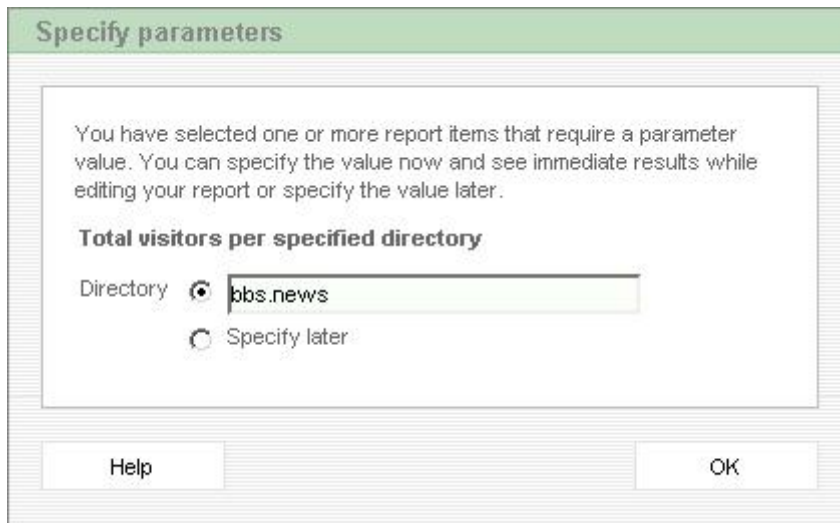 Specify parameters
You have selected one or more report items that require a parameter
value. You can specify the value now and see immediate results while
editing your report or specify the value later.
Total visitors per specified directory
Directory bbs.news
Specify later
Help OK